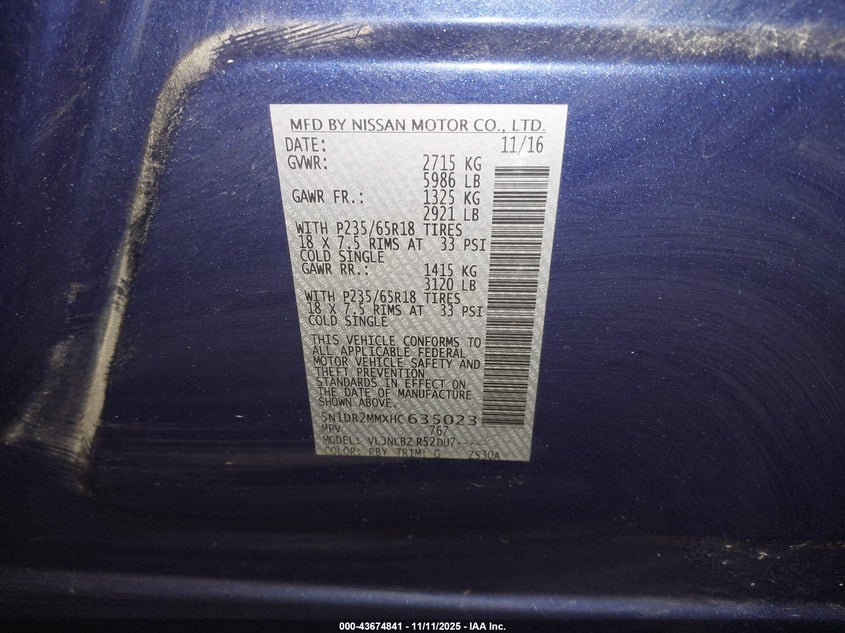 MFD BY NISSAN MOTOR CO., LTD.
DATE: 11/16
GVWR: 2715 KG
5986 LB
GAWR FR.: 1325 KG
2921 LB
WITH P235/65R18 TIRES
18 X 7.5 RIMS AT 33 PSI
COLD SINGLE
GAWR RR.: 1415 KG
3120 LB
WITH P235/65R18 TIRES
18 X 7.5 RIMS AT 33 PSI
COLD SINGLE
THIS VEHICLE CONFORMS TO
ALL APPLICABLE FEDERAL
MOTOR VEHICLE SAFETY AND
THEFT PREVENTION
STANDARDS IN EFFECT ON
THE DATE OF MANUFACTURE
SHOWN ABOVE.
5N1DR2MMXHC 635023
MPV 767
MODEL: VLJNLBZ R52DU7-----
COLOR: RBY TRIM: G Z530A
000-43674841 - 11/11/2025 - IAA Inc.